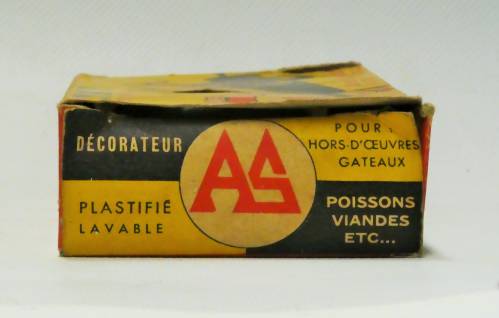 DÉCORATEUR
PLASTIFIÉ
LAVABLE
AS
POUR :
HORS-D'ŒUVRES
GATEAUX
POISSONS
VIANDES
ETC...